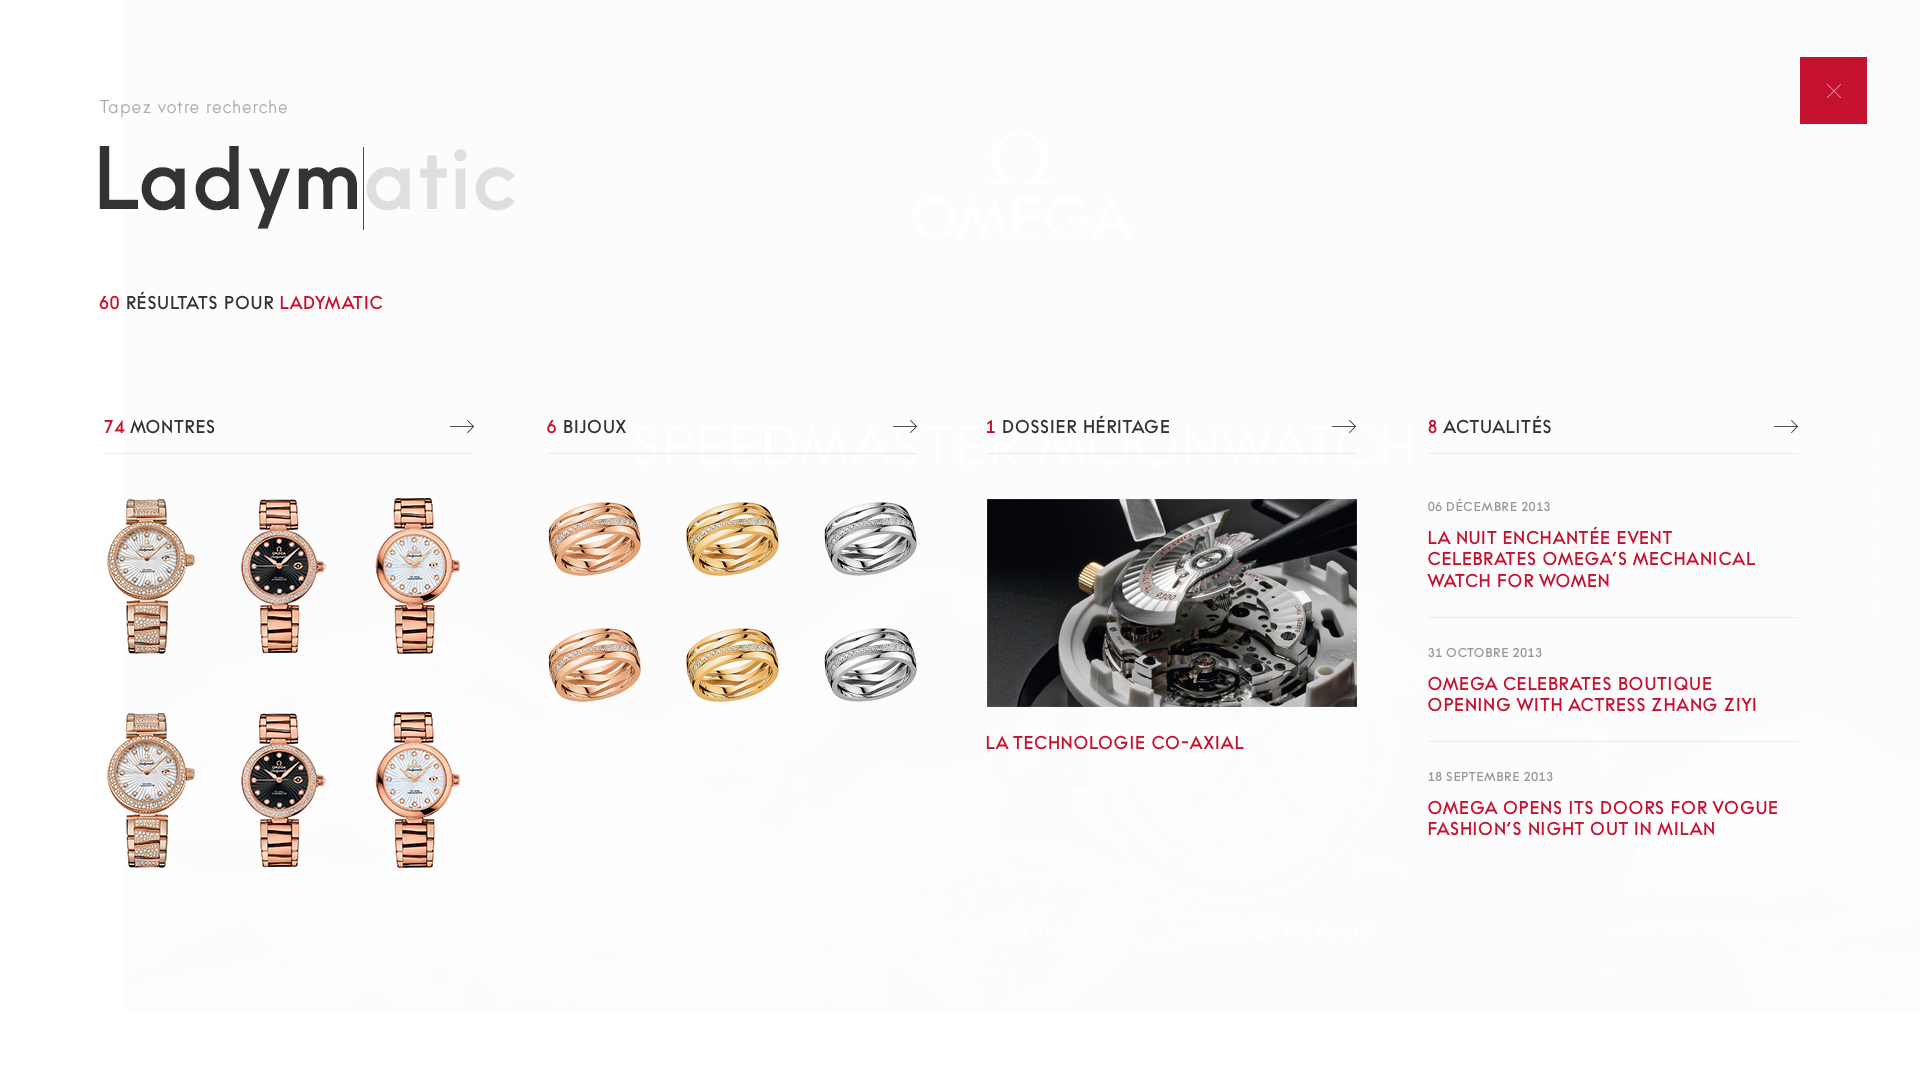 Tapez votre recherche
Ladymatic
OMEGA
60 RÉSULTATS POUR LADYMATIC
SPEEDMASTER MOONWATCH
74 MONTRES
6 BIJOUX
1 DOSSIER HÉRITAGE
8 ACTUALITÉS
06 DÉCEMBRE 2013
LA NUIT ENCHANTÉE EVENT
CELEBRATES OMEGA’S MECHANICAL
WATCH FOR WOMEN
31 OCTOBRE 2013
OMEGA CELEBRATES BOUTIQUE
OPENING WITH ACTRESS ZHANG ZIYI
LA TECHNOLOGIE CO-AXIAL
18 SEPTEMBRE 2013
OMEGA OPENS ITS DOORS FOR VOGUE
FASHION’S NIGHT OUT IN MILAN